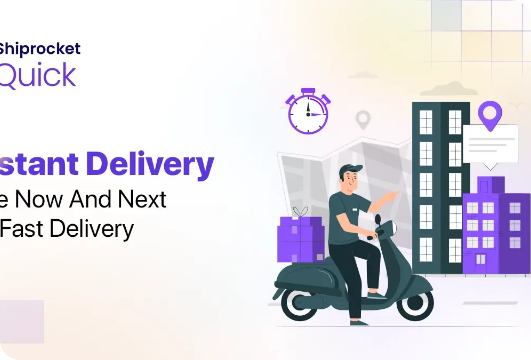 Shiprocket
Quick
stant Delivery
e Now And Next
Fast Delivery